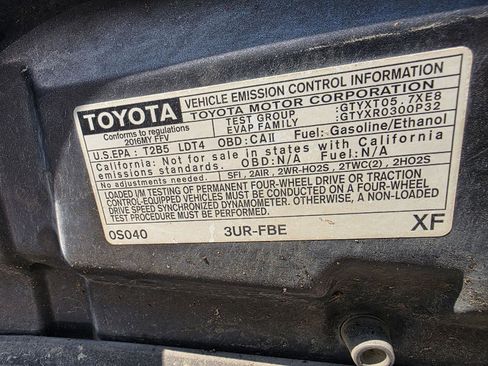 TOYOTA
VEHICLE EMISSION CONTROL INFORMATION
TOYOTA MOTOR CORPORATION
Conforms to regulations
2016MY FFV
TEST GROUP :GTYXT05.7XE8
EVAP FAMILY :GTYXR0300P32
U.S.EPA : T2B5 LDT4 OBD:CAII Fuel: Gasoline/Ethanol
California: Not for sale in states with California
emissions standards. OBD:N/A Fuel:N/A
No adjustments needed. SFI, 2AIR, 2WR-HO2S, 2TWC(2), 2HO2S
LOADED I/M TESTING OF PERMANENT FOUR-WHEEL DRIVE OR TRACTION
CONTROL-EQUIPPED VEHICLES MUST BE CONDUCTED ON A FOUR-WHEEL
DRIVE SPEED SYNCHRONIZED DYNAMOMETER. OTHERWISE, A NON-LOADED
TEST PROCEDURE MUST BE PERFORMED.
0S040 3UR-FBE XF